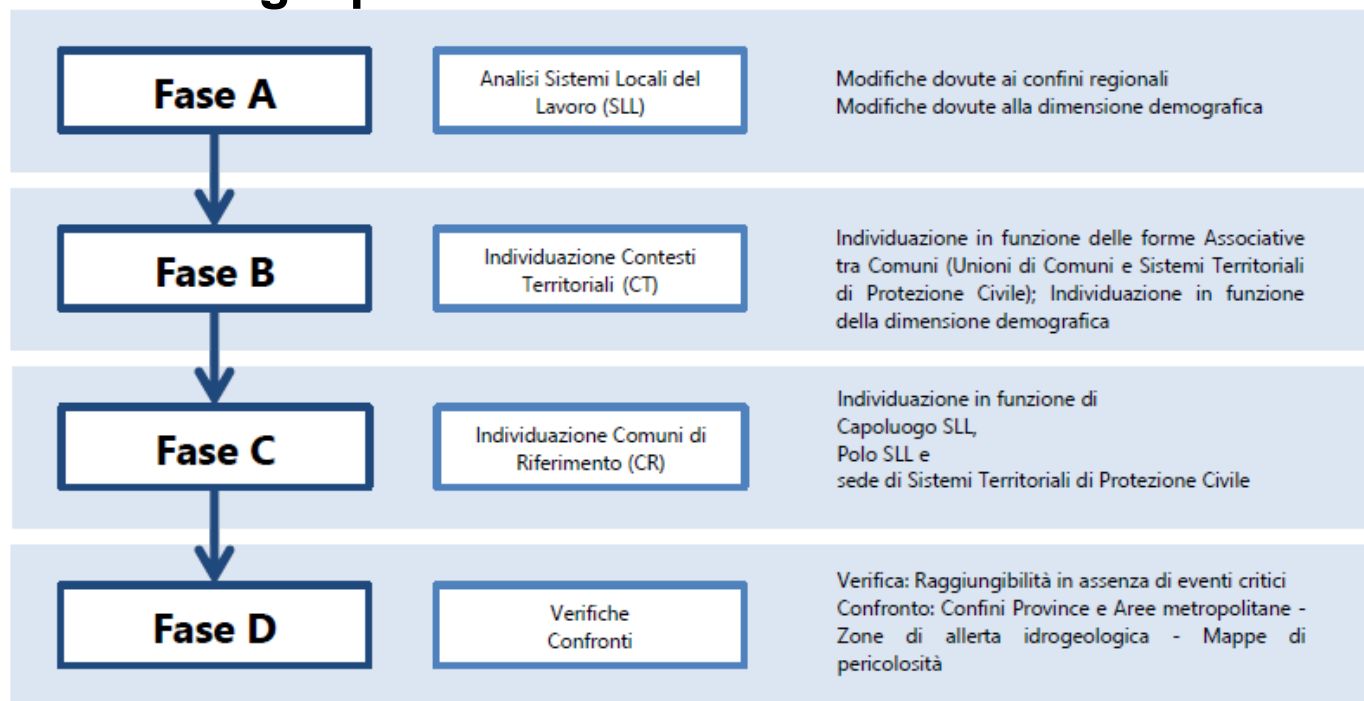 Fase A
Analisi Sistemi Locali del
Lavoro (SLL)
Modifiche dovute ai confini regionali
Modifiche dovute alla dimensione demografica
Fase B
Individuazione Contesti
Territoriali (CT)
Individuazione in funzione delle forme Associative
tra Comuni (Unioni di Comuni e Sistemi Territoriali
di Protezione Civile); Individuazione in funzione
della dimensione demografica
Fase C
Individuazione Comuni di
Riferimento (CR)
Individuazione in funzione di
Capoluogo SLL,
Polo SLL e
sede di Sistemi Territoriali di Protezione Civile
Fase D
Verifiche
Confronti
Verifica: Raggiungibilità in assenza di eventi critici
Confronto: Confini Province e Aree metropolitane -
Zone di allerta idrogeologica - Mappe di
pericolosità